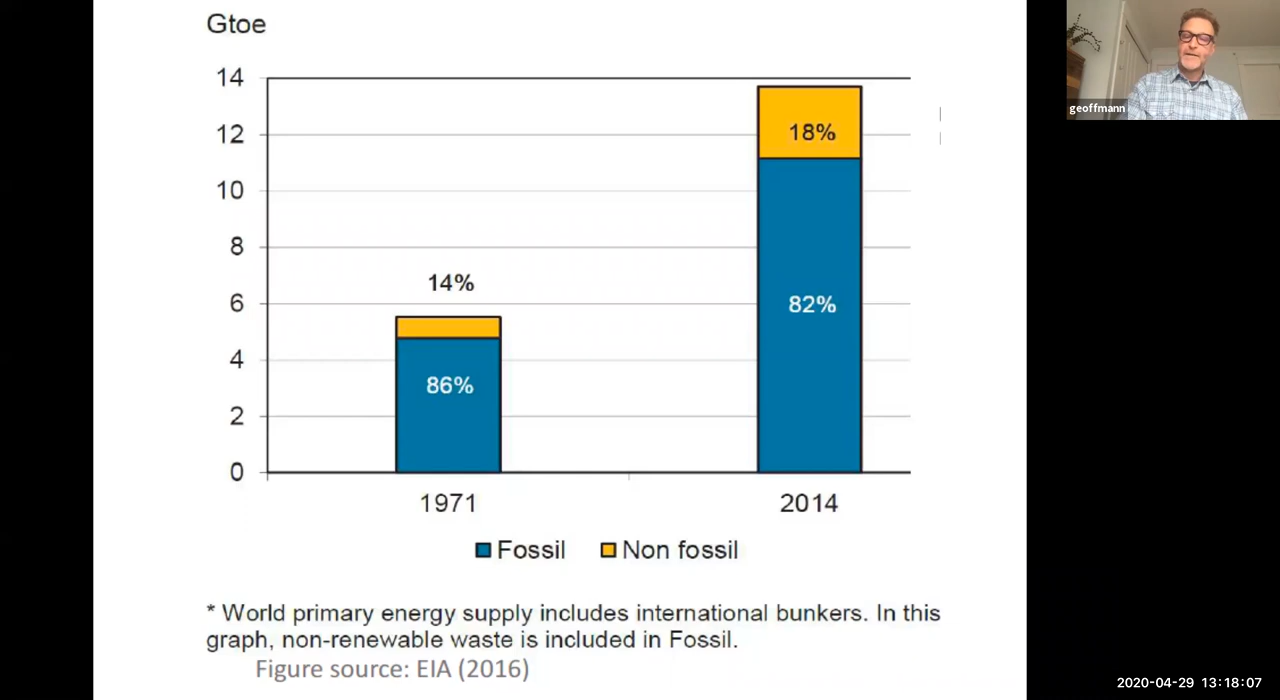 Gtoe
14
12
10
8
6
4
2
0
14%
86%
18%
82%
1971
2014
Fossil
Non fossil
* World primary energy supply includes international bunkers. In this
graph, non-renewable waste is included in Fossil.
Figure source: EIA (2016)
geoffmann
2020-04-29 13:18:07